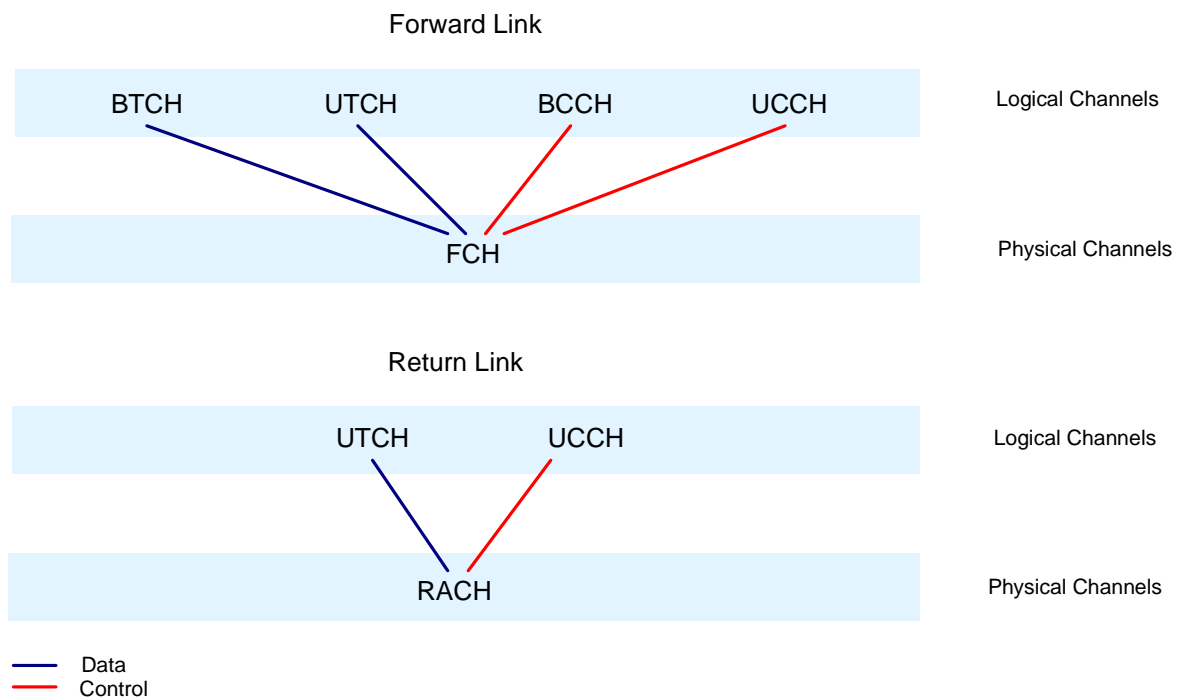 Forward Link
BTCH UTCH BCCH UCCH Logical Channels
FCH Physical Channels
Return Link
UTCH UCCH Logical Channels
RACH Physical Channels
Data
Control